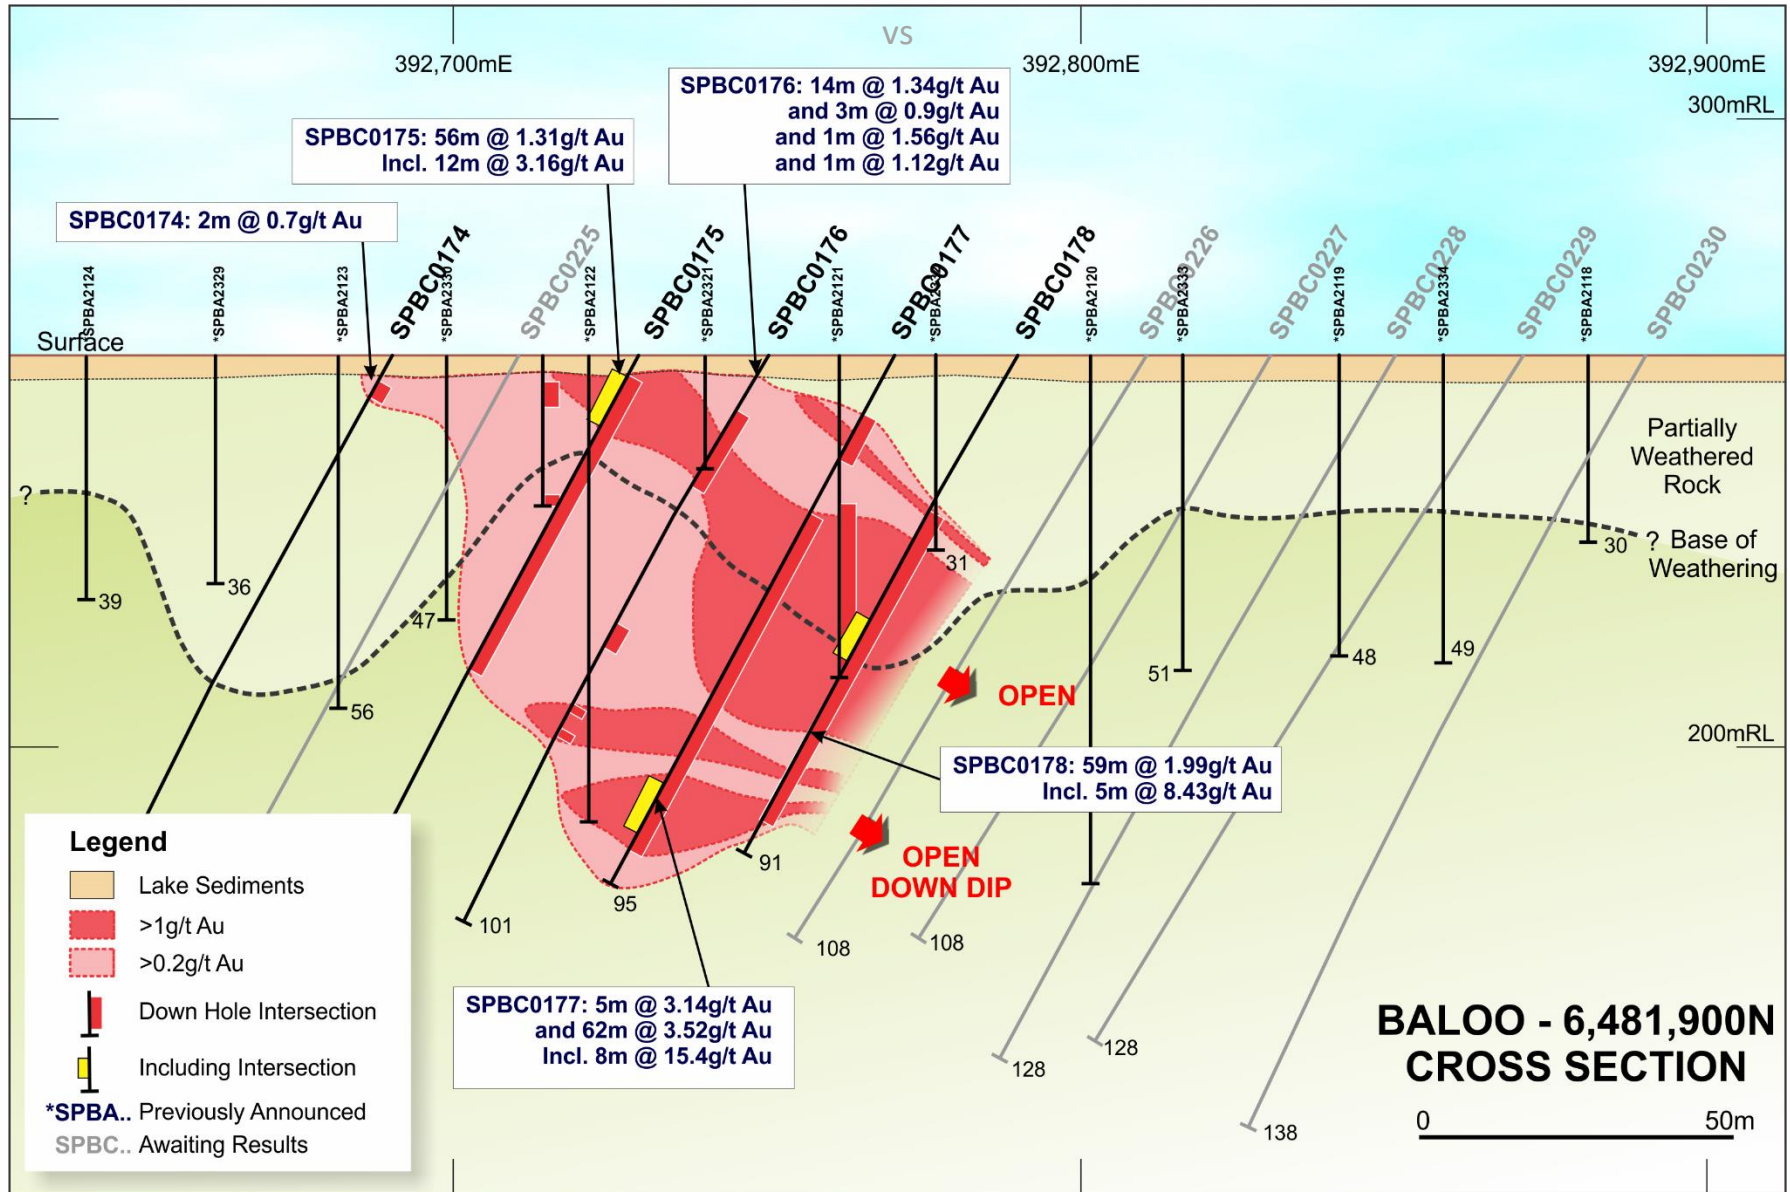 VS
392,700mE
392,800mE
392,900mE
300mRL
SPBC0176: 14m @ 1.34g/t Au
and 3m @ 0.9g/t Au
and 1m @ 1.56g/t Au
and 1m @ 1.12g/t Au
SPBC0175: 56m @ 1.31g/t Au
Incl. 12m @ 3.16g/t Au
SPBC0174: 2m @ 0.7g/t Au
*SPBA2124
*SPBA2329
*SPBA2123
SPBC0174
*SPBA2330
SPBC0225
*SPBA2122
SPBC0175
*SPBA2321
SPBC0176
*SPBA2121
SPBC0177
SPBC0178
*SPBA2120
SPBC0226
*SPBA2333
SPBC0227
*SPBA2119
SPBC0228
*SPBA2334
SPBC0229
*SPBA2118
SPBC0230
Surface
Partially
Weathered
Rock
?
? Base of
Weathering
39
36
56
47
31
51
48
49
30
OPEN
200mRL
SPBC0178: 59m @ 1.99g/t Au
Incl. 5m @ 8.43g/t Au
OPEN
DOWN DIP
91
95
101
108
108
128
128
138
SPBC0177: 5m @ 3.14g/t Au
and 62m @ 3.52g/t Au
Incl. 8m @ 15.4g/t Au
Legend
Lake Sediments
>1g/t Au
>0.2g/t Au
Down Hole Intersection
Including Intersection
*SPBA.. Previously Announced
SPBC.. Awaiting Results
BALOO - 6,481,900N
CROSS SECTION
0 50m